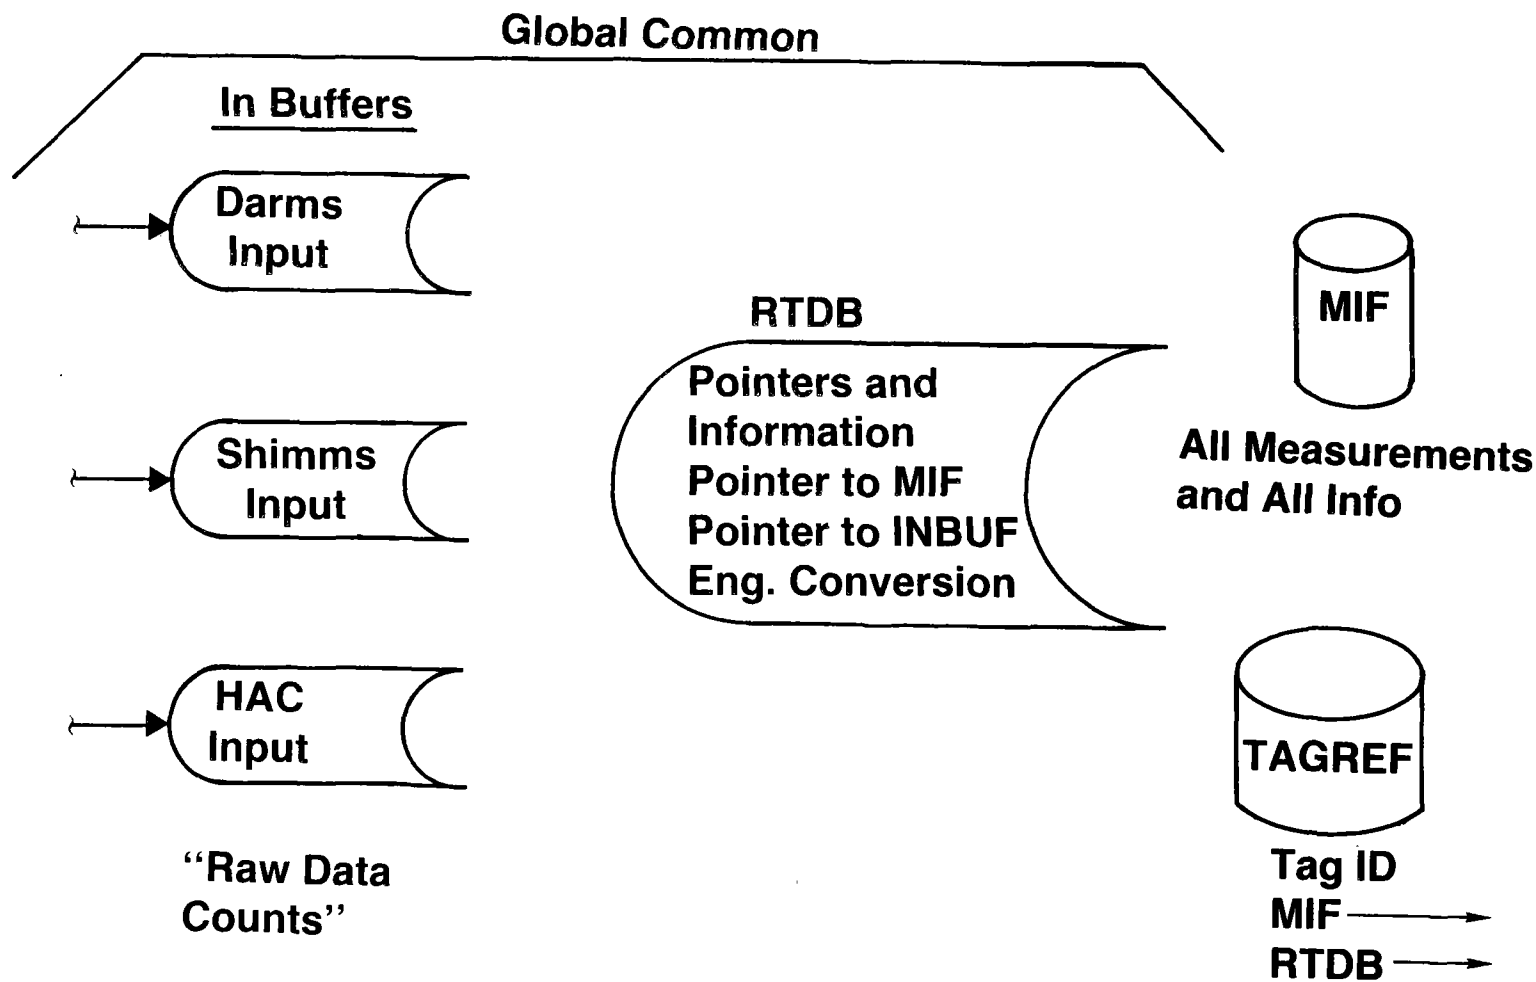 Global Common
In Buffers
Darms
Input
Shimms
Input
HAC
Input
“Raw Data
Counts”
RTDB
Pointers and
Information
Pointer to MIF
Pointer to INBUF
Eng. Conversion
MIF
All Measurements
and All Info
TAGREF
Tag ID
MIF
RTDB